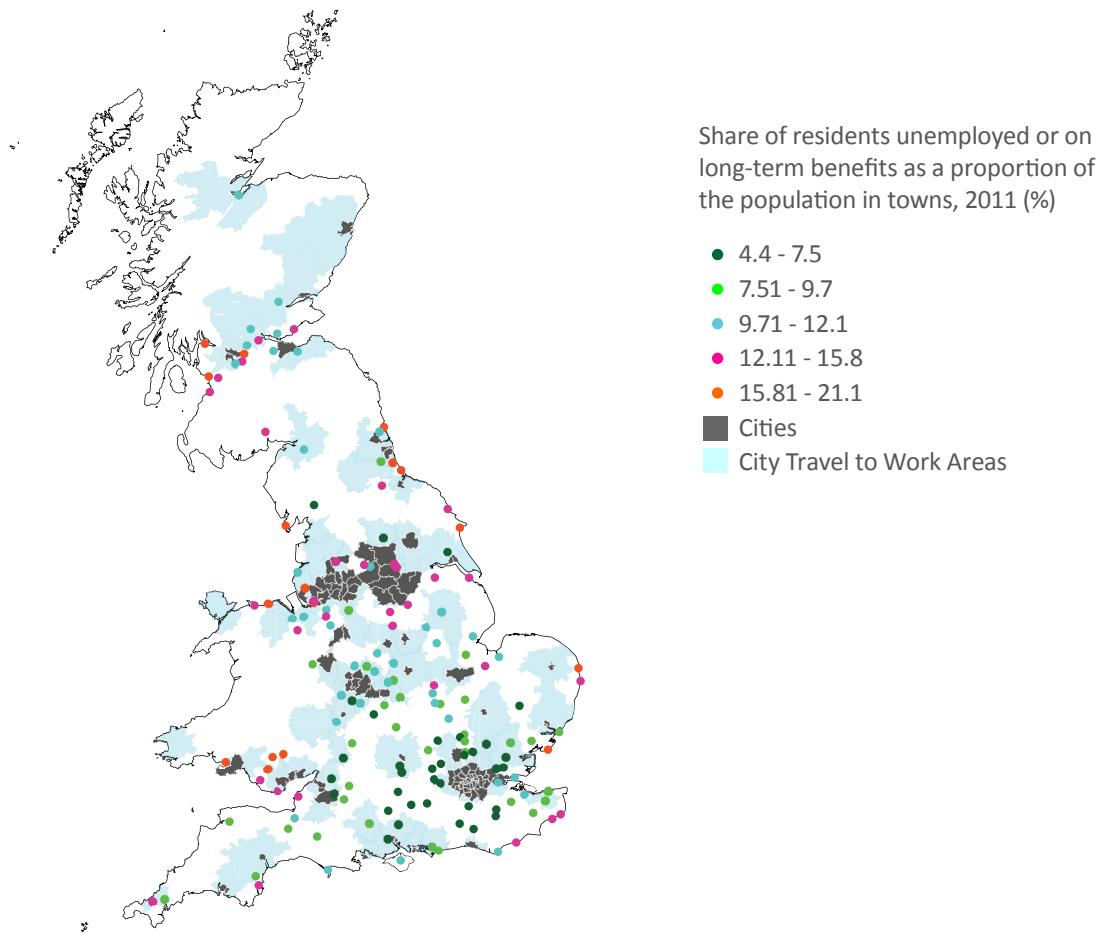 Share of residents unemployed or on
long-term benefits as a proportion of
the population in towns, 2011 (%)
4.4 - 7.5
7.51 - 9.7
9.71 - 12.1
12.11 - 15.8
15.81 - 21.1
Cities
City Travel to Work Areas